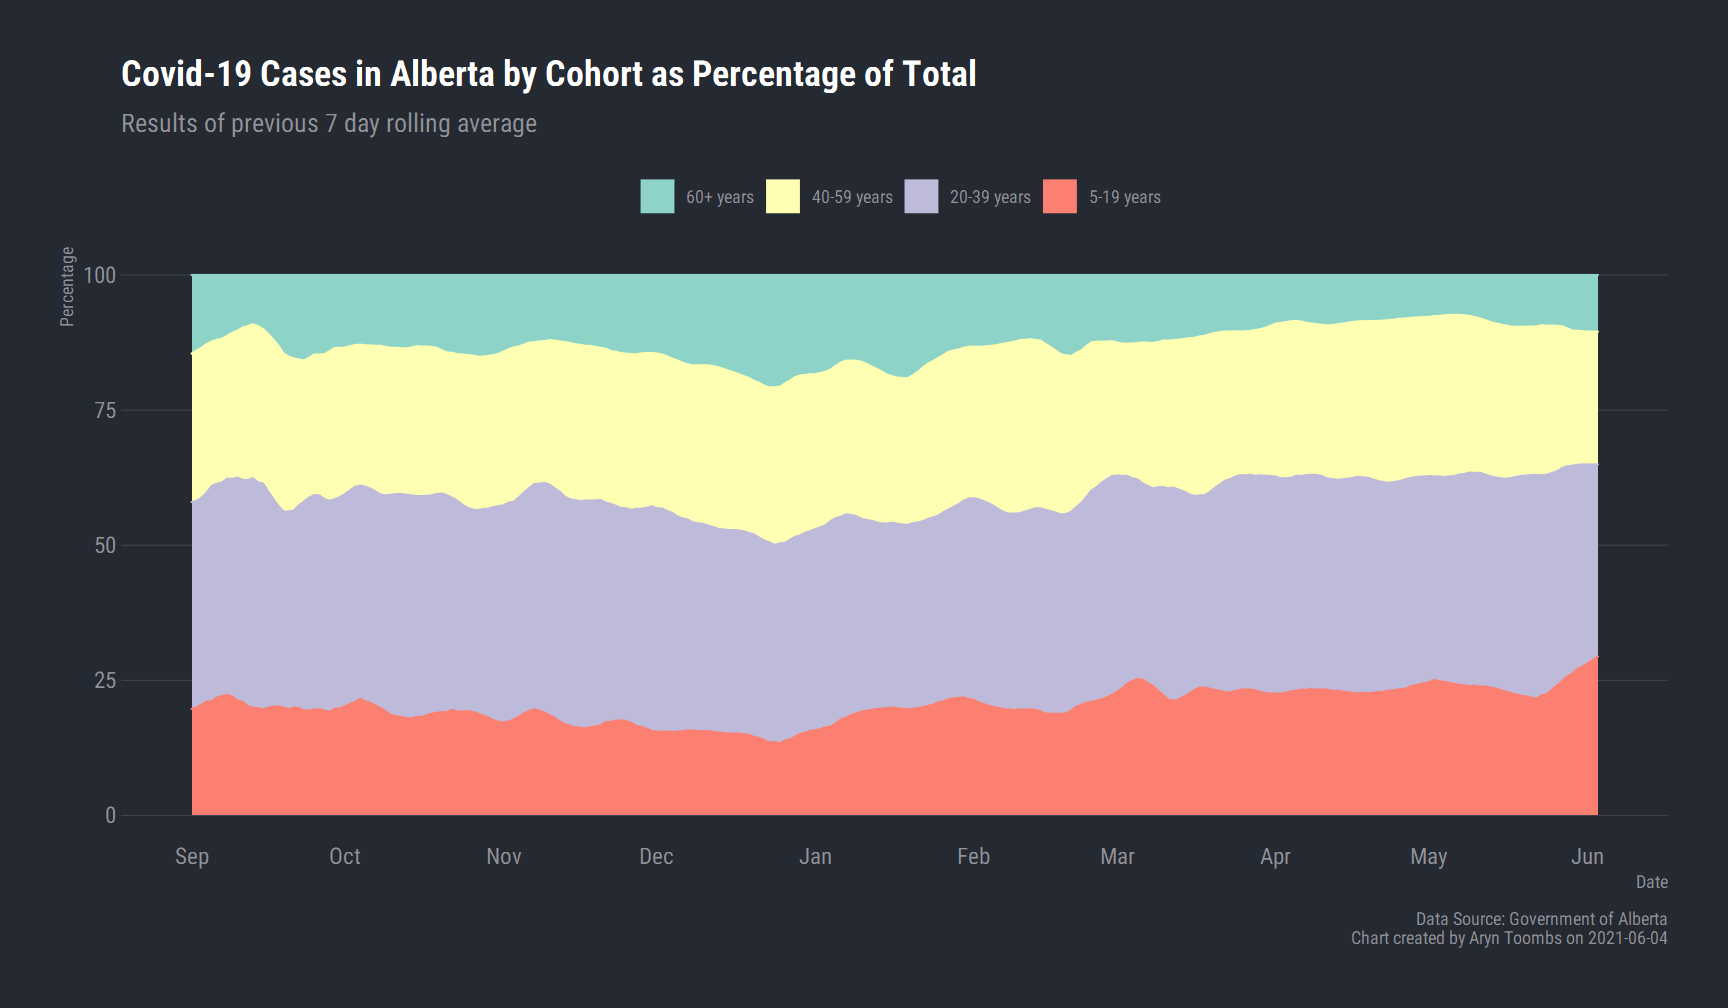 Covid-19 Cases in Alberta by Cohort as Percentage of Total
Results of previous 7 day rolling average
60+ years 40-59 years 20-39 years 5-19 years
Percentage
100
75
50
25
0
Sep Oct Nov Dec Jan Feb Mar Apr May Jun
Date
Data Source: Government of Alberta
Chart created by Aryn Toombs on 2021-06-04